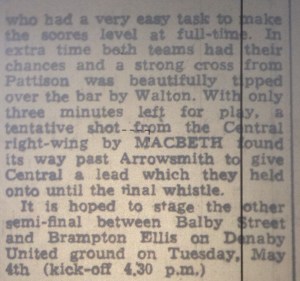 who had a very easy task to make
the scores level at full-time. In
extra time both teams had their
chances and a strong cross from
Pattison was beautifully tipped
over the bar by Walton. With only
three minutes left for play, a
tentative shot from the Central
right-wing by MACBETH found
its way past Arrowsmith to give
Central a lead which they held
onto until the final whistle.
It is hoped to stage the other
semi-final between Balby Street
and Brampton Ellis on Denaby
United ground on Tuesday, May
4th (kick-off 4.30 p.m.)